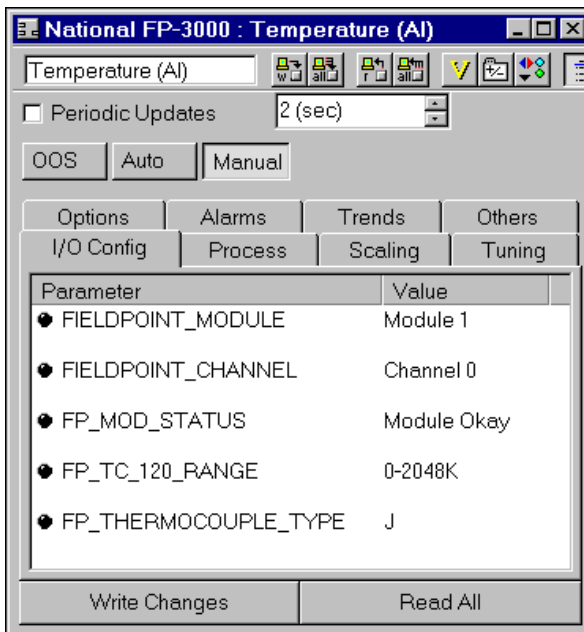 National FP-3000 : Temperature (AI)
Temperature (AI)
w all r all
Periodic Updates 2 (sec)
OOS Auto Manual
Options Alarms Trends Others
I/O Config Process Scaling Tuning
Parameter Value
FIELDPOINT_MODULE Module 1
FIELDPOINT_CHANNEL Channel 0
FP_MOD_STATUS Module Okay
FP_TC_120_RANGE 0-2048K
FP_THERMOCOUPLE_TYPE J
Write Changes Read All